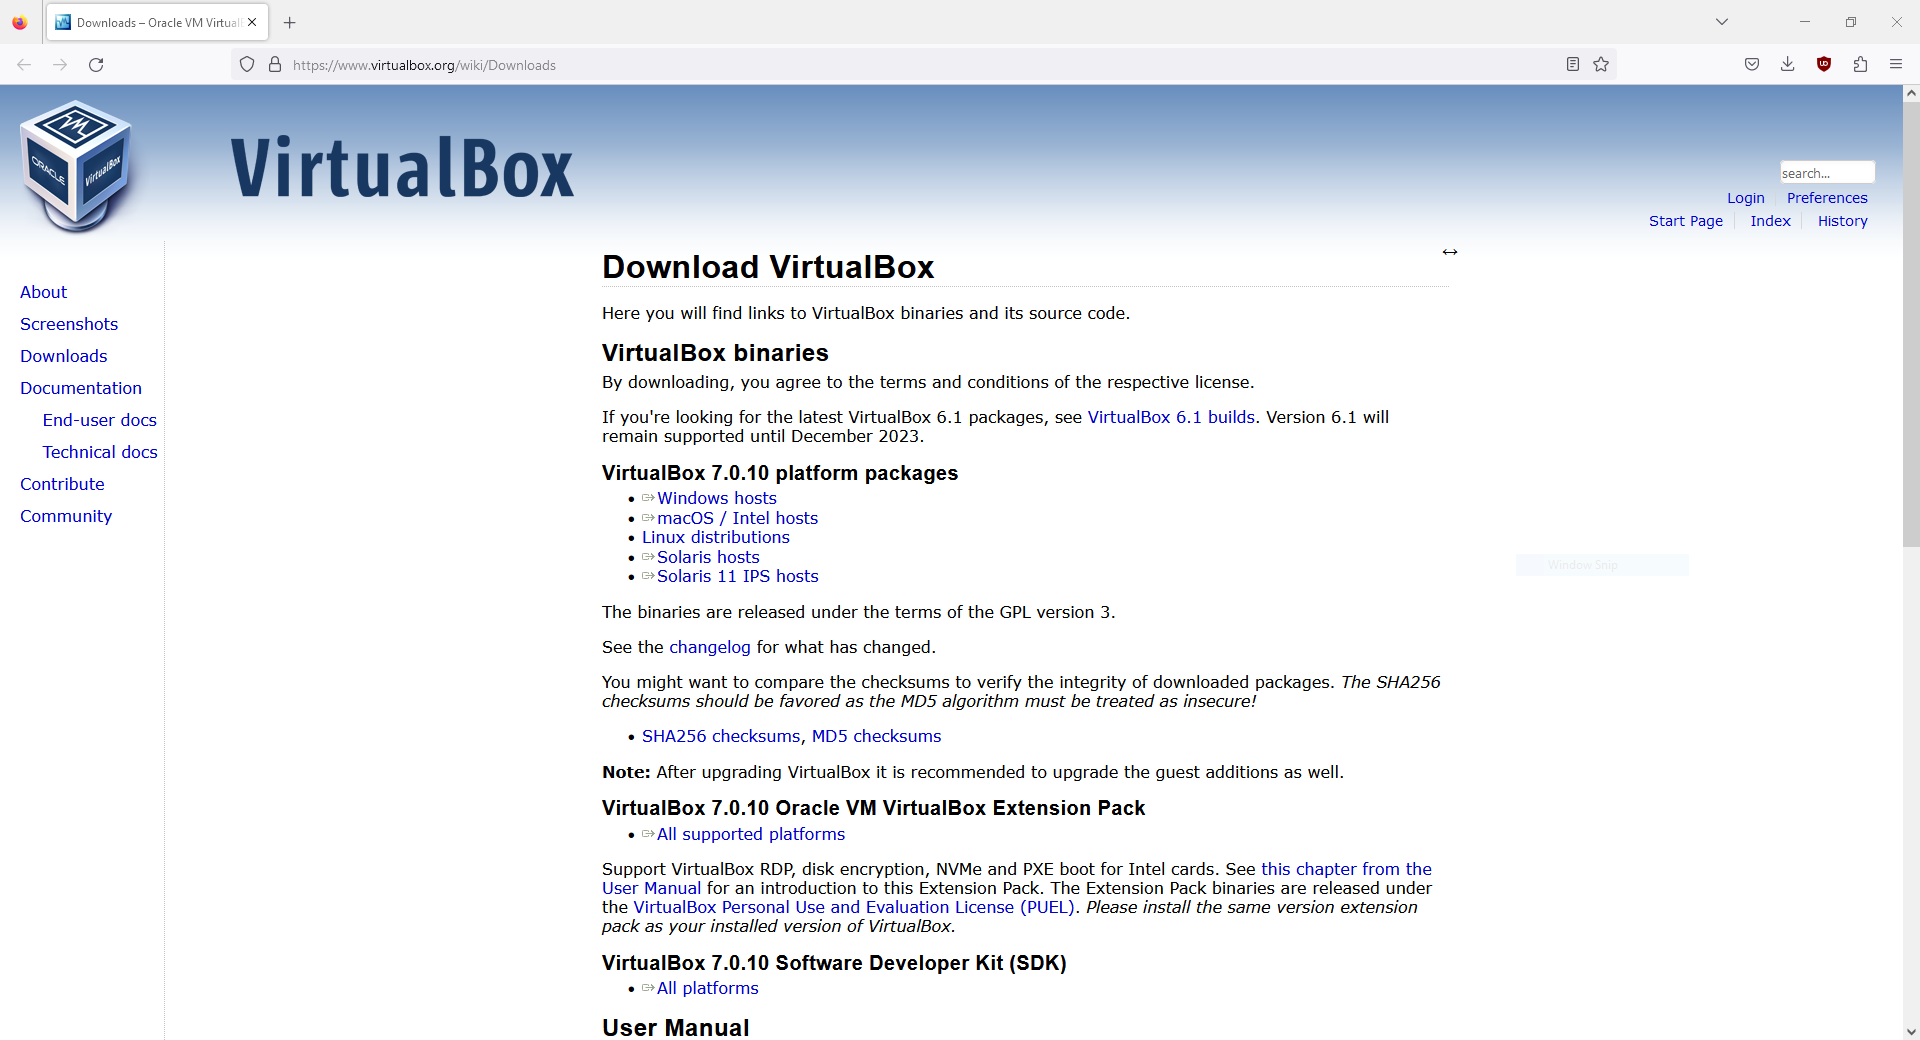 Downloads – Oracle VM Virtual
https://www.virtualbox.org/wiki/Downloads
ORACLE
VirtualBox
VirtualBox
search...
Login
Preferences
Start Page
Index
History
About
Screenshots
Downloads
Documentation
End-user docs
Technical docs
Contribute
Community
Download VirtualBox
Here you will find links to VirtualBox binaries and its source code.
VirtualBox binaries
By downloading, you agree to the terms and conditions of the respective license.
If you're looking for the latest VirtualBox 6.1 packages, see VirtualBox 6.1 builds. Version 6.1 will
remain supported until December 2023.
VirtualBox 7.0.10 platform packages
Windows hosts
macOS / Intel hosts
Linux distributions
Solaris hosts
Solaris 11 IPS hosts
The binaries are released under the terms of the GPL version 3.
See the changelog for what has changed.
You might want to compare the checksums to verify the integrity of downloaded packages. The SHA256
checksums should be favored as the MD5 algorithm must be treated as insecure!
SHA256 checksums, MD5 checksums
Note: After upgrading VirtualBox it is recommended to upgrade the guest additions as well.
VirtualBox 7.0.10 Oracle VM VirtualBox Extension Pack
All supported platforms
Support VirtualBox RDP, disk encryption, NVMe and PXE boot for Intel cards. See this chapter from the
User Manual for an introduction to this Extension Pack. The Extension Pack binaries are released under
the VirtualBox Personal Use and Evaluation License (PUEL). Please install the same version extension
pack as your installed version of VirtualBox.
VirtualBox 7.0.10 Software Developer Kit (SDK)
All platforms
User Manual
Window Snip